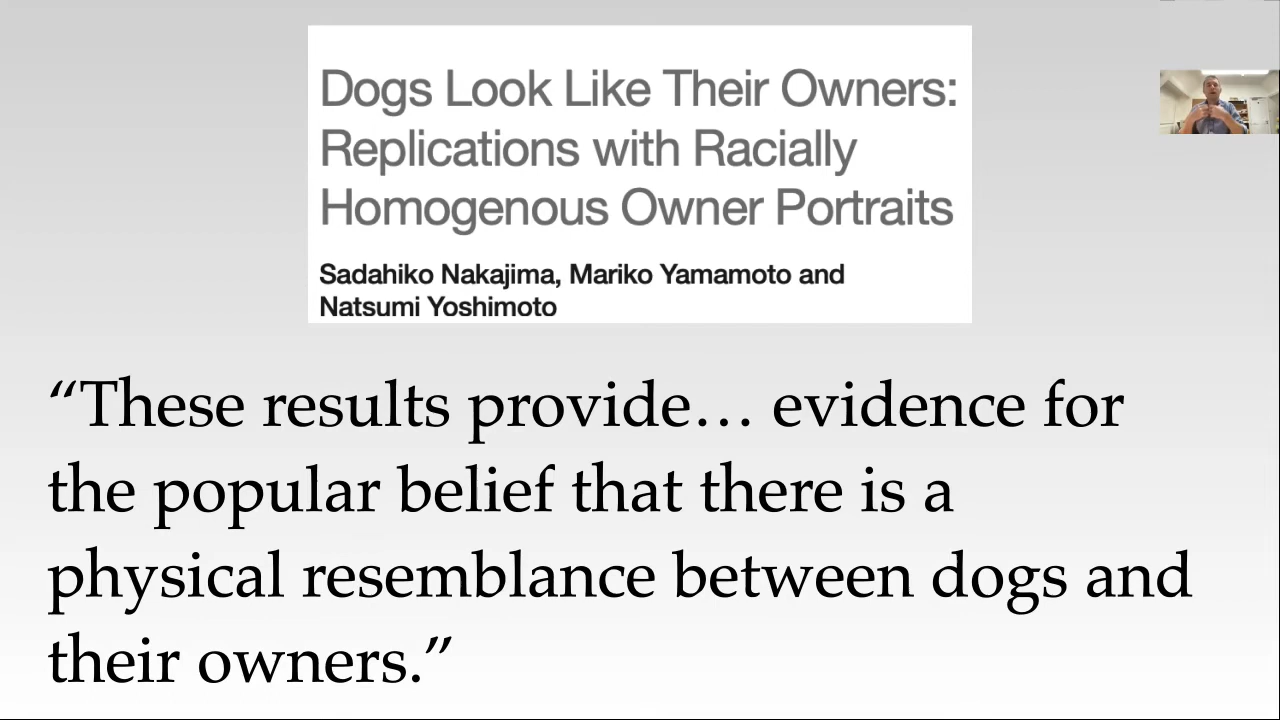 Dogs Look Like Their Owners:
Replications with Racially
Homogenous Owner Portraits
Sadahiko Nakajima, Mariko Yamamoto and
Natsumi Yoshimoto
“These results provide… evidence for
the popular belief that there is a
physical resemblance between dogs and
their owners.”